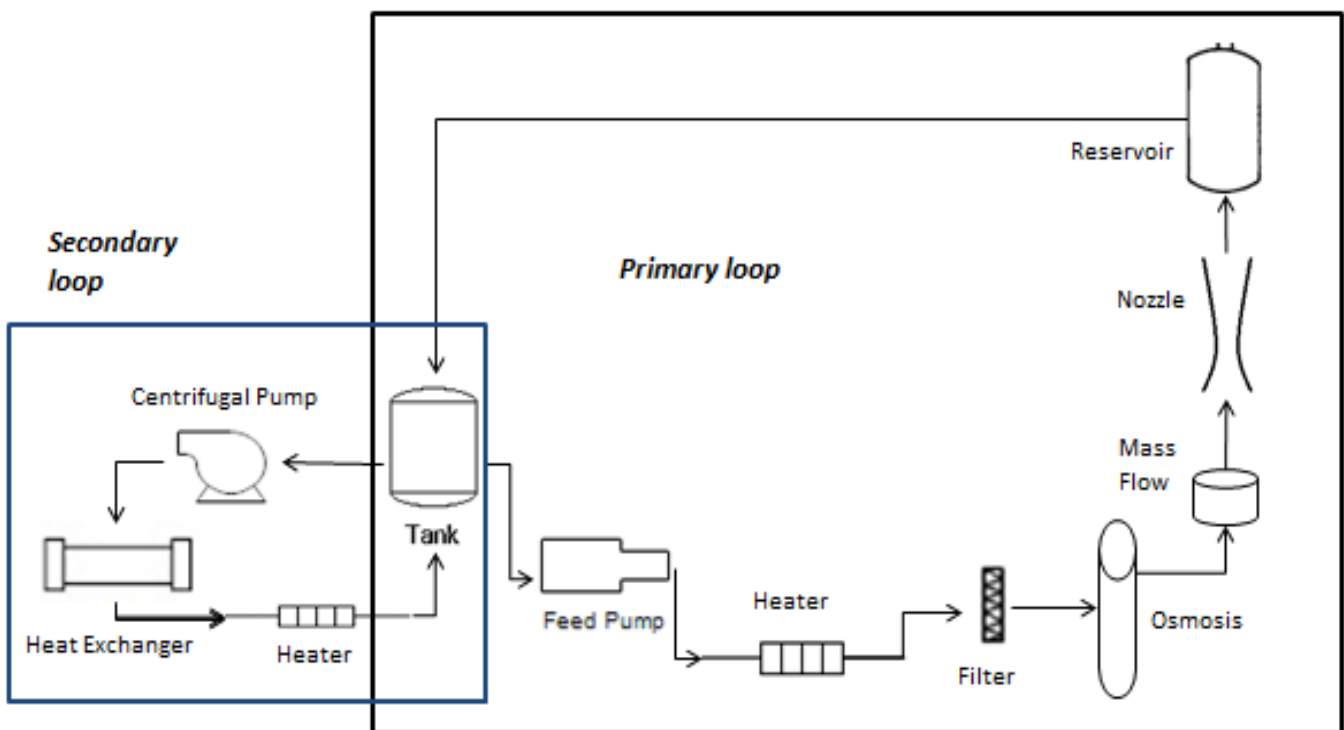 Reservoir
Secondary
loop
Primary loop
Nozzle
Centrifugal Pump
Mass
Flow
Tank
Heater
Feed Pump
Osmosis
Heat Exchanger
Heater
Filter